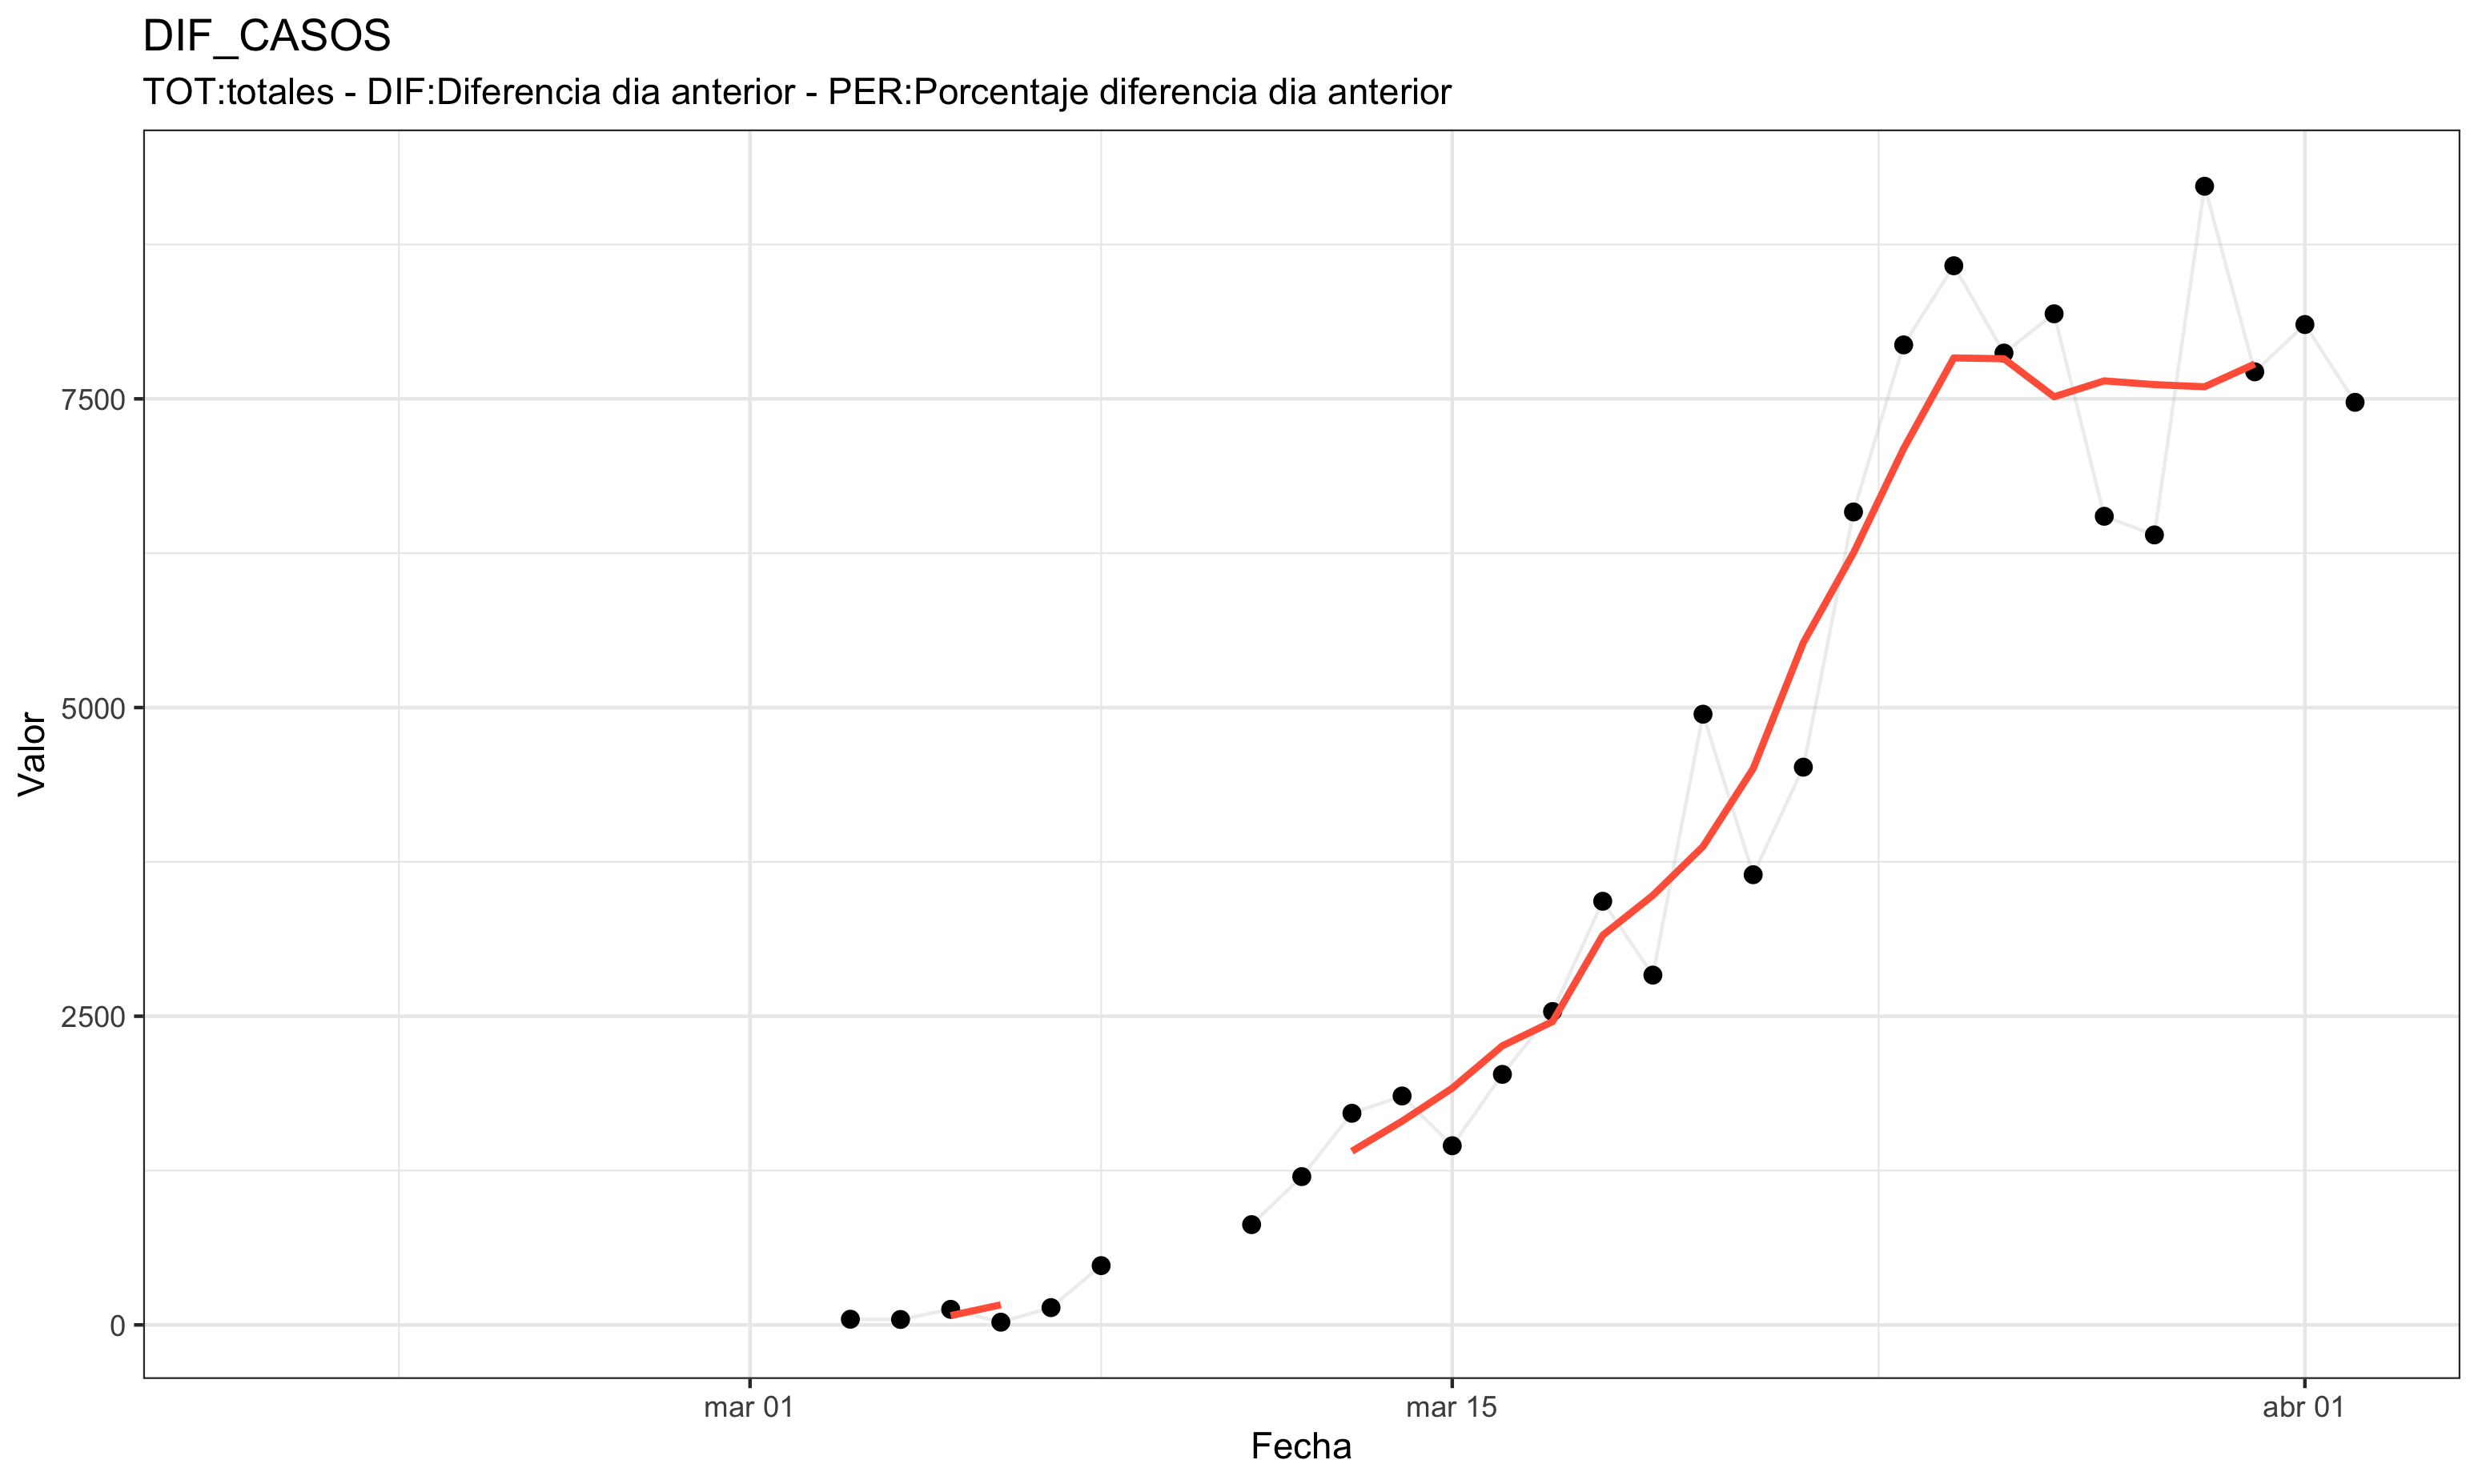 DIF_CASOS
TOT:totales - DIF:Diferencia dia anterior - PER:Porcentaje diferencia dia anterior
Valor
7500
5000
2500
0
mar 01
mar 15
abr 01
Fecha